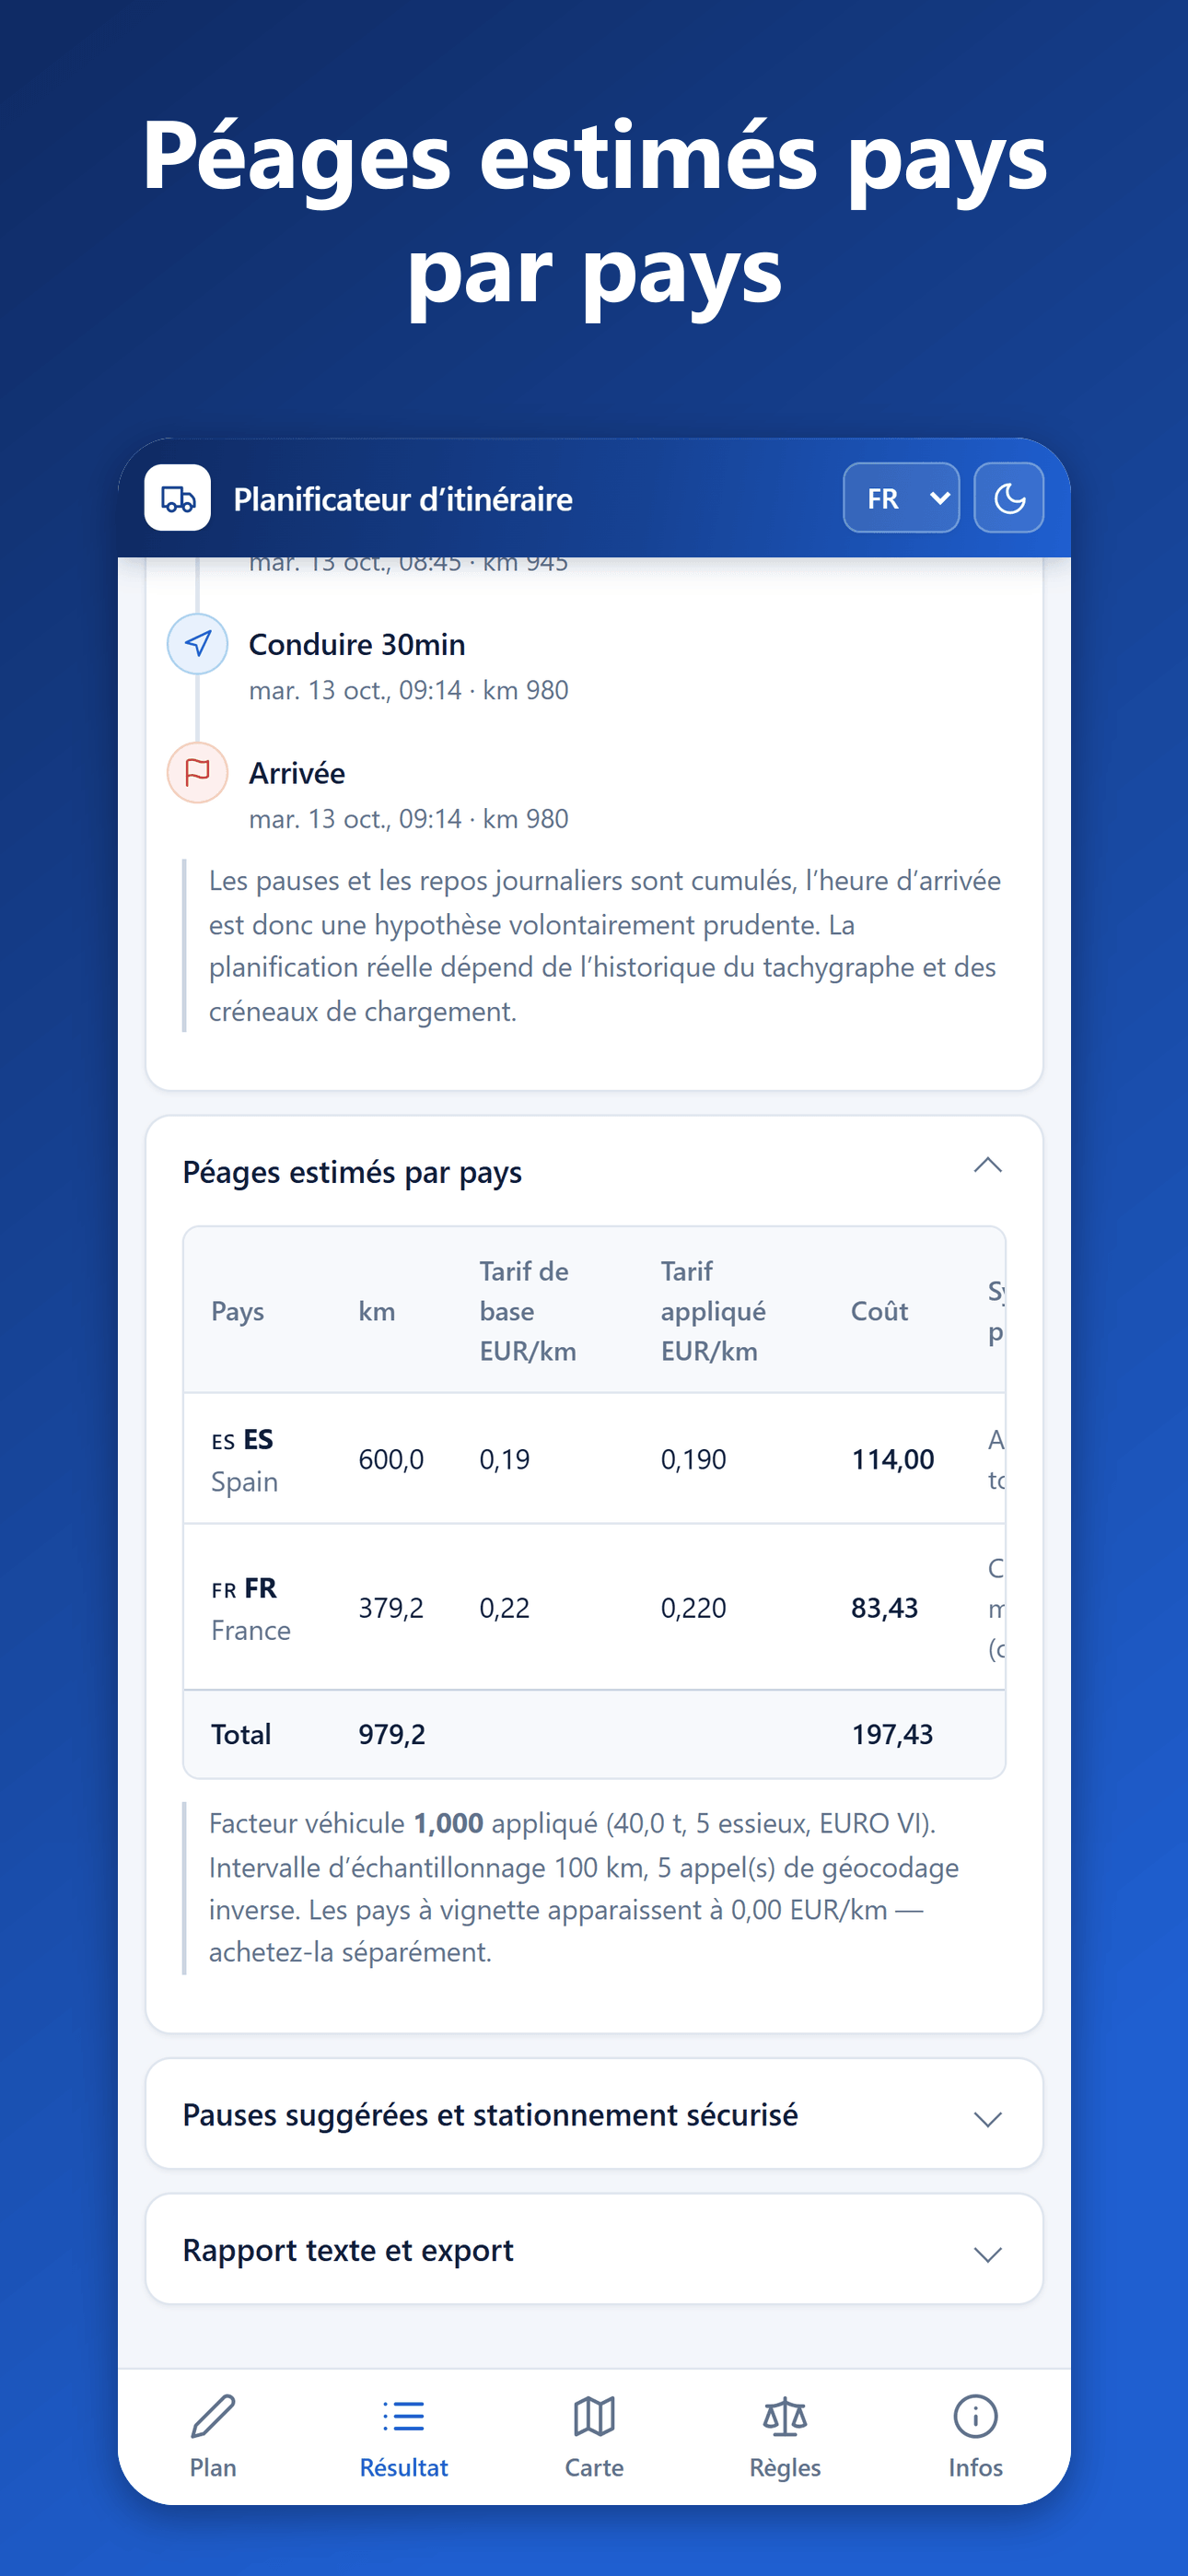 Péages estimés pays
par pays
Planificateur d’itinéraire
FR
mar. 13 oct., 08:45 · km 945
Conduire 30min
mar. 13 oct., 09:14 · km 980
Arrivée
mar. 13 oct., 09:14 · km 980
Les pauses et les repos journaliers sont cumulés, l’heure d’arrivée
est donc une hypothèse volontairement prudente. La
planification réelle dépend de l’historique du tachygraphe et des
créneaux de chargement.
Péages estimés par pays
Pays km Tarif de base EUR/km Tarif appliqué EUR/km Coût
ES ES Spain 600,0 0,19 0,190 114,00
FR FR France 379,2 0,22 0,220 83,43
Total 979,2 197,43
Facteur véhicule 1,000 appliqué (40,0 t, 5 essieux, EURO VI).
Intervalle d’échantillonnage 100 km, 5 appel(s) de géocodage
inverse. Les pays à vignette apparaissent à 0,00 EUR/km —
achetez-la séparément.
Pauses suggérées et stationnement sécurisé
Rapport texte et export
Plan Résultat Carte Règles Infos